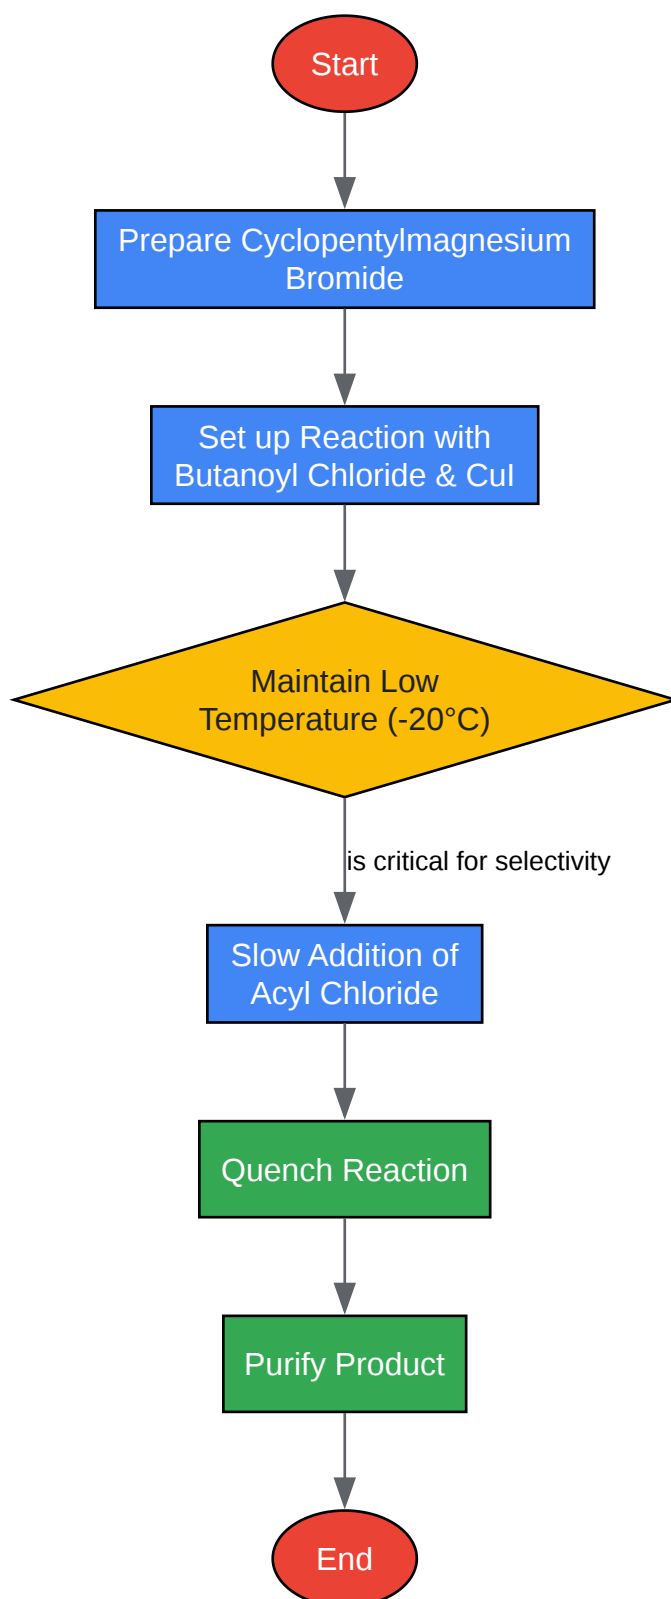 Start
Prepare Cyclopentylmagnesium
Bromide
Set up Reaction with
Butanoyl Chloride & CuI
Maintain Low
Temperature (-20°C)
is critical for selectivity
Slow Addition of
Acyl Chloride
Quench Reaction
Purify Product
End